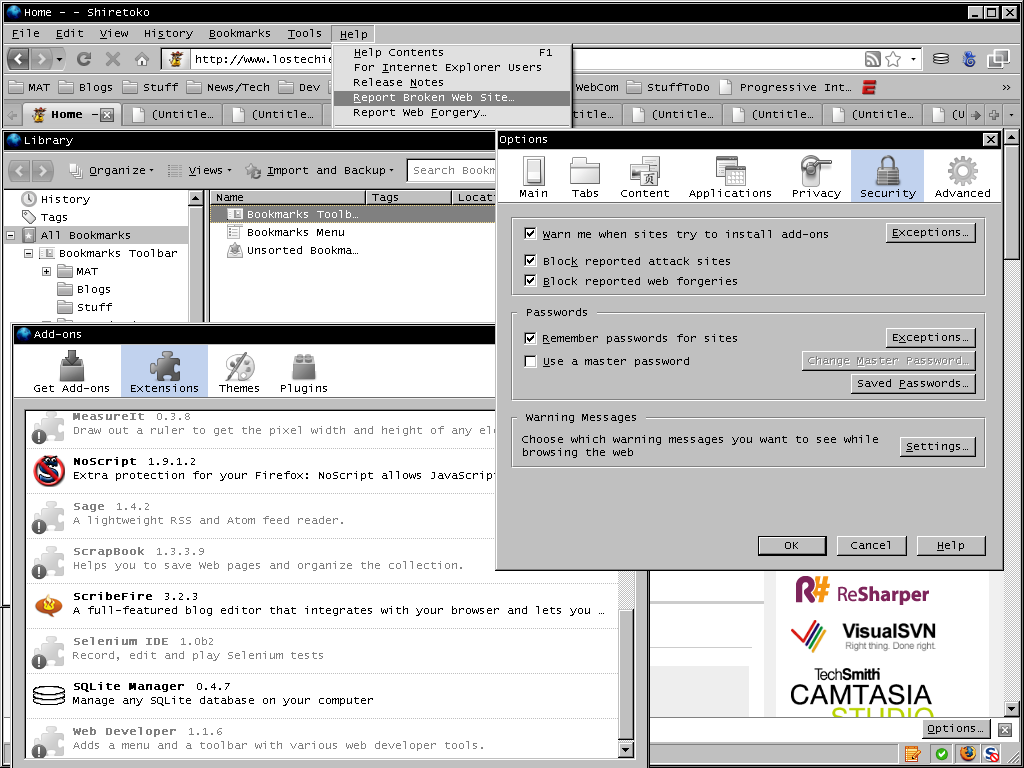 Home - - Shiretoko
File Edit View History Bookmarks Tools Help
http://www.lostechie
Help Contents F1
For Internet Explorer Users
Release Notes
Report Broken Web Site…
Report Web Forgery…
MAT Blogs Stuff News/Tech Dev WebCom StuffToDo Progressive Int… »
Home – (Untitle… (Untitle… (Untitle… (Untitle… (Untitle… (Untitle… (U
Library
Organize Views Import and Backup Search Bookm
History
Tags
All Bookmarks
Bookmarks Toolbar
MAT
Blogs
Stuff
Name Tags Locat
Bookmarks Toolb…
Bookmarks Menu
Unsorted Bookma…
Options
Main Tabs Content Applications Privacy Security Advanced
Warn me when sites try to install add-ons Exceptions…
Block reported attack sites
Block reported web forgeries
Passwords
Remember passwords for sites Exceptions…
Use a master password Change Master Password…
Saved Passwords…
Warning Messages
Choose which warning messages you want to see while
browsing the web
Settings…
OK Cancel Help
Add-ons
Get Add-ons Extensions Themes Plugins
MeasureIt 0.3.8
Draw out a ruler to get the pixel width and height of any el
NoScript 1.9.1.2
Extra protection for your Firefox: NoScript allows JavaScrip
Sage 1.4.2
A lightweight RSS and Atom feed reader.
ScrapBook 1.3.3.9
Helps you to save Web pages and organize the collection.
ScribeFire 3.2.3
A full-featured blog editor that integrates with your browser and lets you …
Selenium IDE 1.0b2
Record, edit and play Selenium tests
SQLite Manager 0.4.7
Manage any SQLite database on your computer
Web Developer 1.1.6
Adds a menu and a toolbar with various web developer tools.
R# ReSharper
VisualSVN
Right thing. Done right.
TechSmith
CAMTASIA
STUDIO
Options…